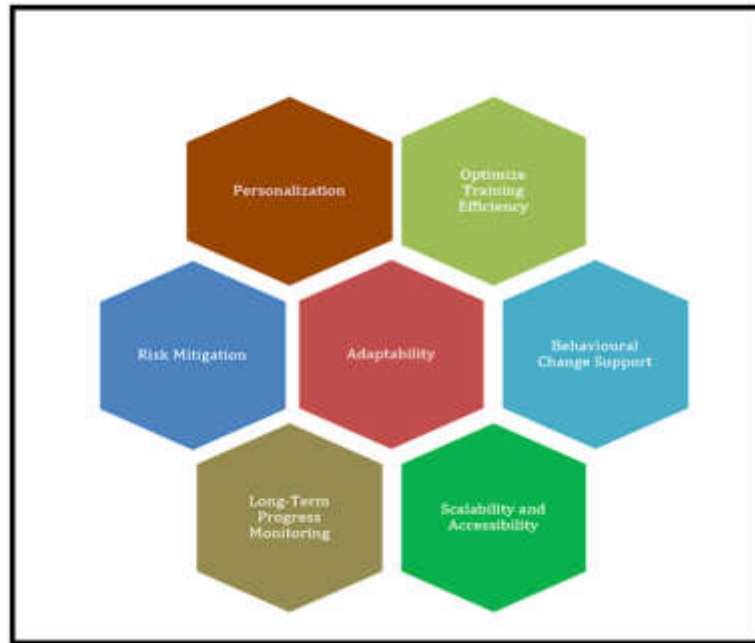 Personalization
Optimize
Training
Efficiency
Risk Mitigation
Adaptability
Behavioural
Change Support
Long-Term
Progress
Monitoring
Scalability and
Accessibility